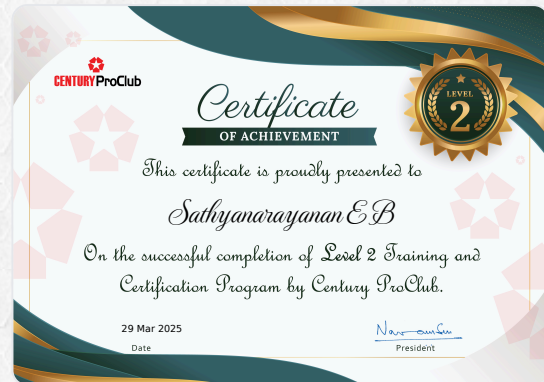 CENTURY ProClub
LEVEL
2
Certificate
OF ACHIEVEMENT
This certificate is proudly presented to
Sathyanarayanan E B
On the successful completion of Level 2 Training and
Certification Program by Century ProClub.
29 Mar 2025
Date
President